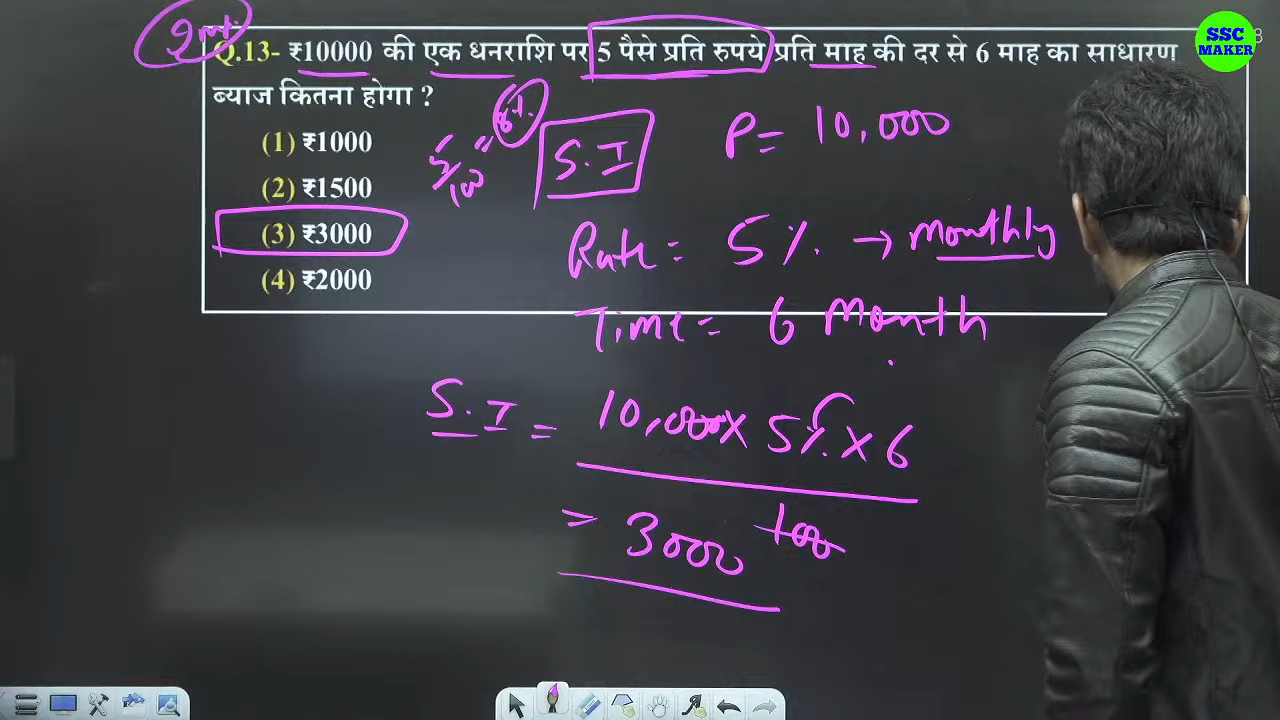 SSC
MAKER
Q.13- ₹10000 की एक धनराशि पर 5 पैसे प्रति रुपये प्रति माह की दर से 6 माह का साधारण
ब्याज कितना होगा ?
(1) ₹1000
(2) ₹1500
(3) ₹3000
(4) ₹2000
S.I
P = 10,000
Rate = 5 % → Monthly
Time = 6 Month
S.I = 10,000 x 5% x 6
100
= 3000